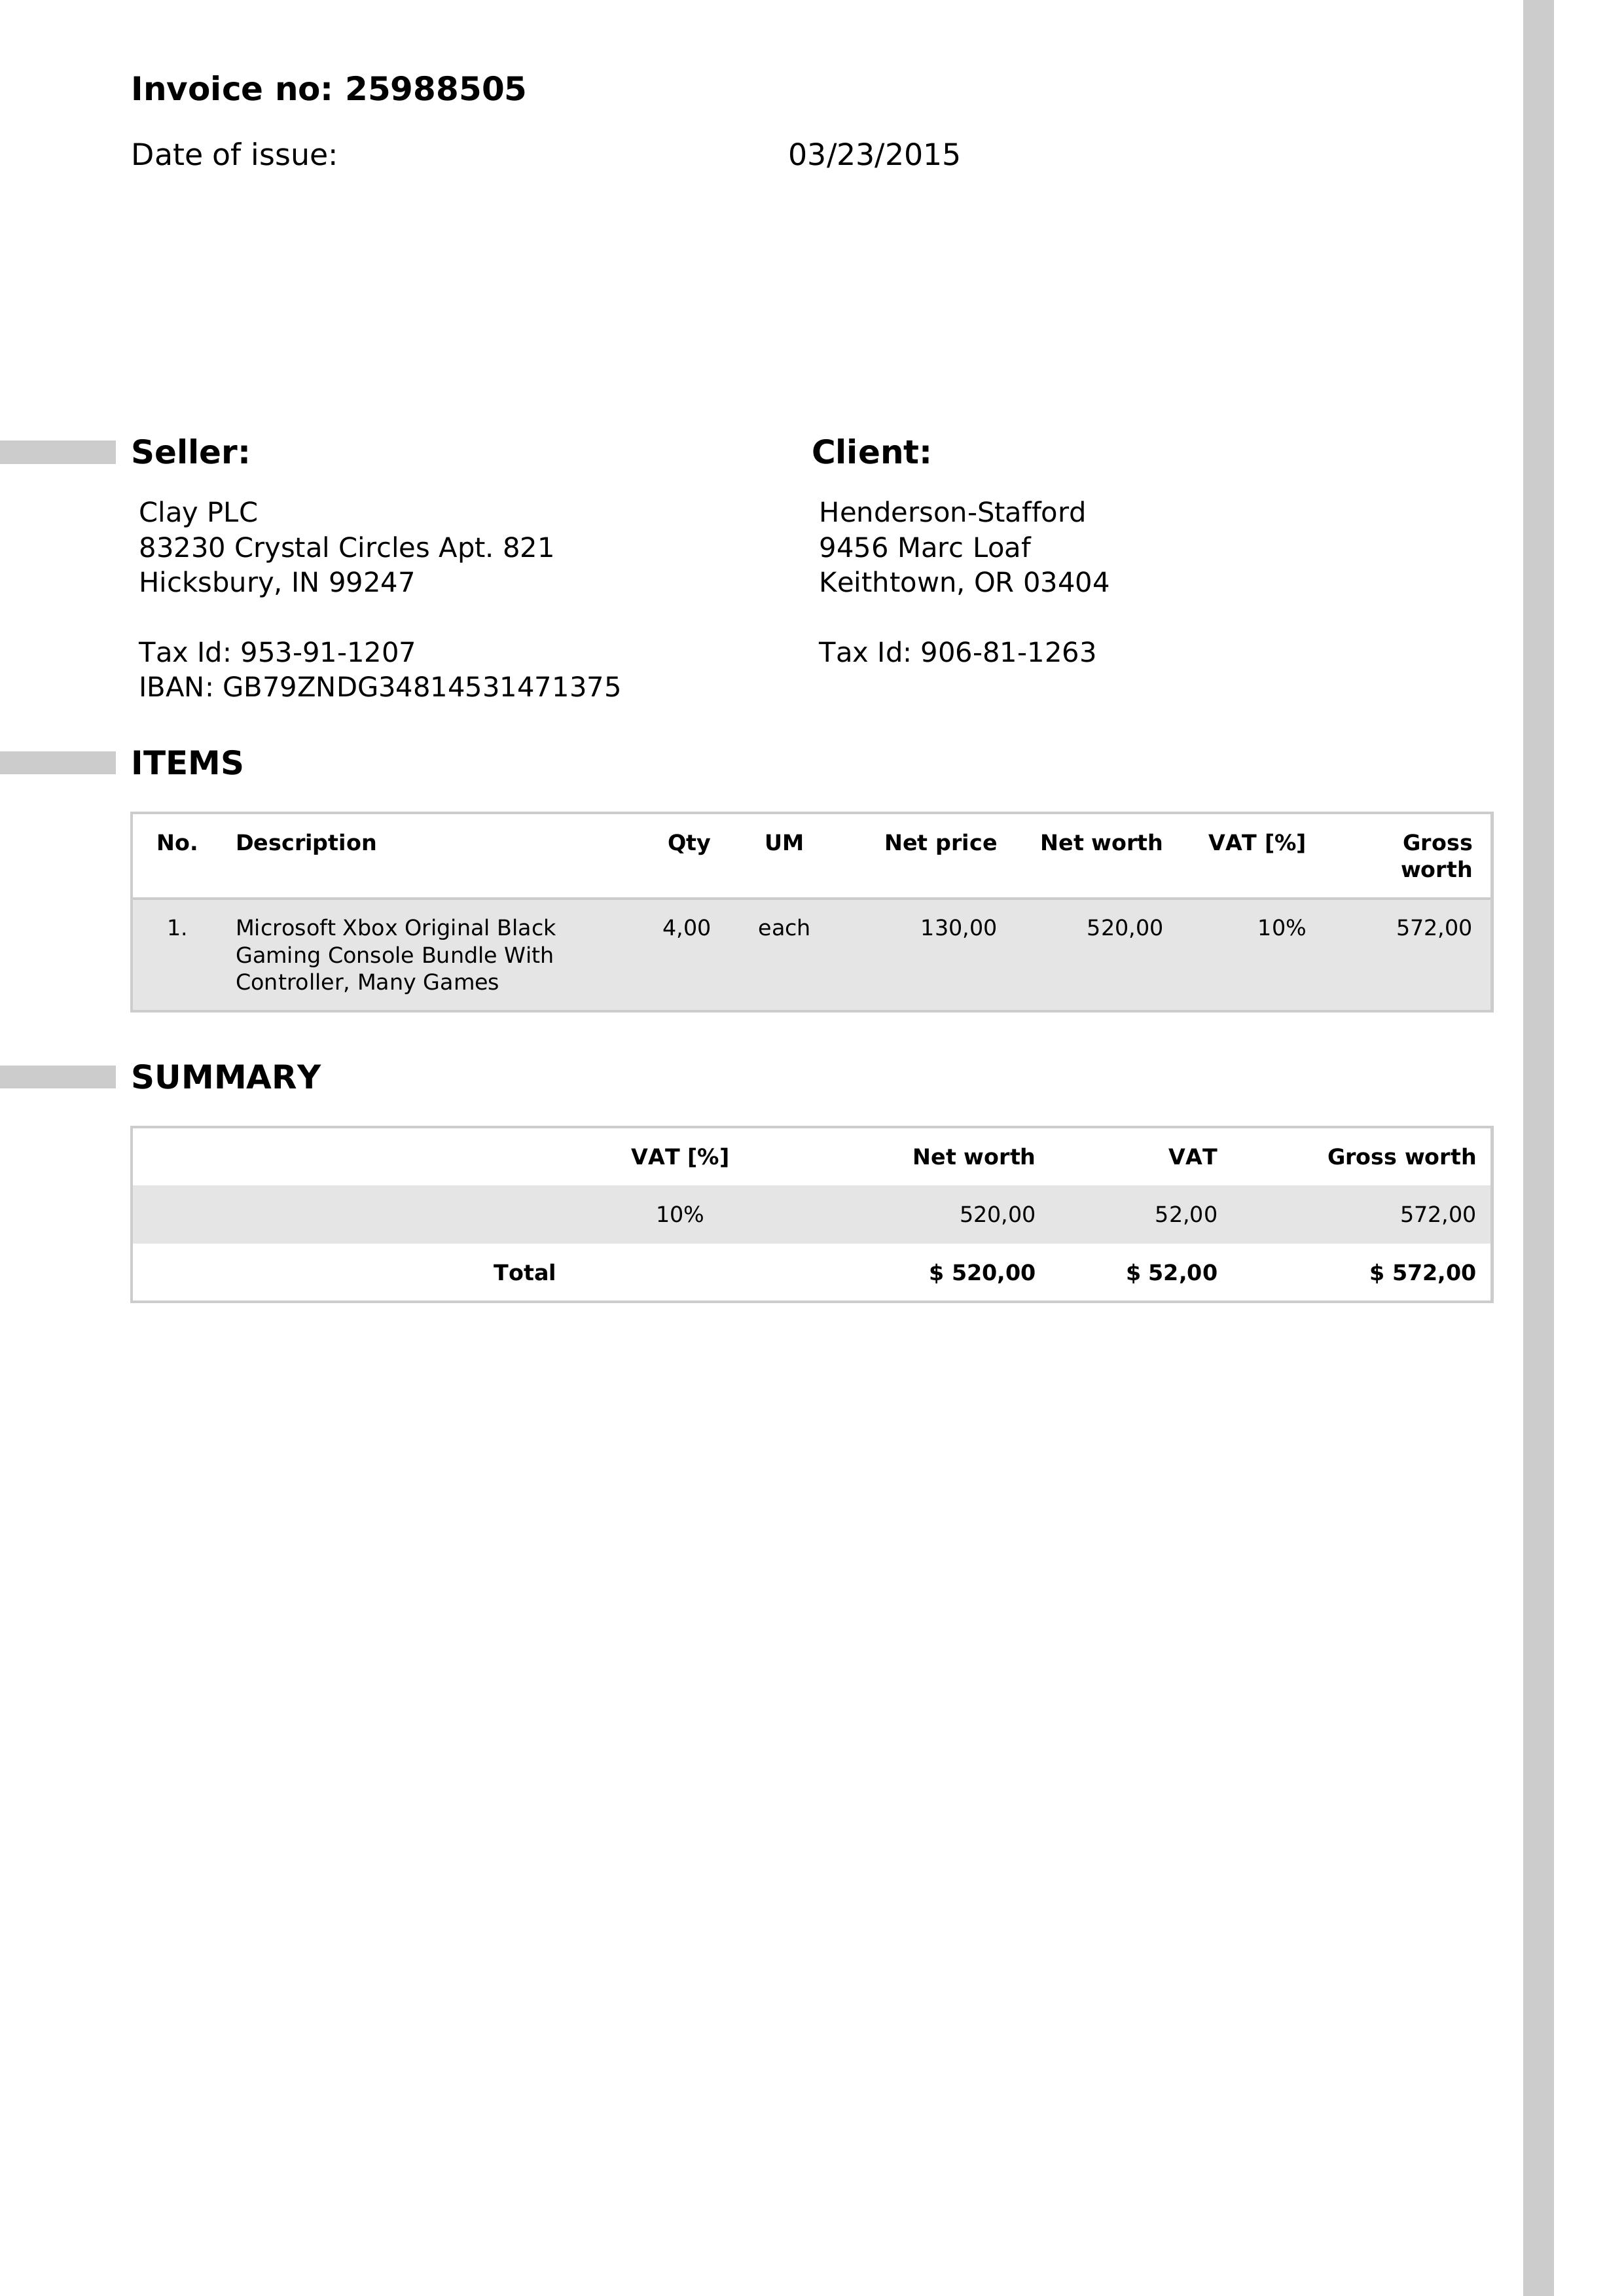 Invoice no: 25988505
Date of issue: 03/23/2015
Seller:
Clay PLC
83230 Crystal Circles Apt. 821
Hicksbury, IN 99247
Tax Id: 953-91-1207
IBAN: GB79ZNDG34814531471375
Client:
Henderson-Stafford
9456 Marc Loaf
Keithtown, OR 03404
Tax Id: 906-81-1263
ITEMS
No. Description Qty UM Net price Net worth VAT [%] Gross
worth
1. Microsoft Xbox Original Black 4,00 each 130,00 520,00 10% 572,00
Gaming Console Bundle With
Controller, Many Games
SUMMARY
VAT [%] Net worth VAT Gross worth
10% 520,00 52,00 572,00
Total $ 520,00 $ 52,00 $ 572,00